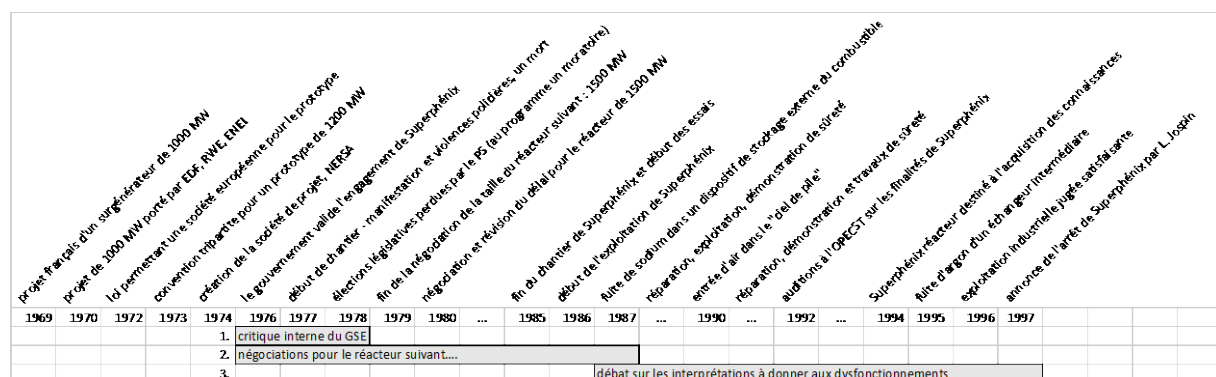 projet français d'un surgénérateur de 1000 MW
projet de 1000 MW porté par EDF, RWE, ENEL
loi permettant une société européenne pour le prototype
convention tripartite pour un prototype de 1200 MW
création de la société de projet, NERSA
le gouvernement valide l'engagement de Superphénix
début de chantier - manifestation et violences policières, un mort
élections législatives perdues par le PS (au programme un moratoire)
fin de la négociation de la taille du réacteur suivant : 1500 MW
négociation et révision du délai pour le réacteur de 1500 MW
fin du chantier de Superphénix et début des essais
début de l'exploitation de Superphénix
fuite de sodium dans un dispositif de stockage externe du combustible
réparation, exploitation, démonstration de sûreté
entrée d'air dans le "ciel de pile"
réparation, démonstration et travaux de sûreté
auditions à l'OPECST sur les finalités de Superphénix
Superphénix réacteur destiné à l'acquisition des connaissances
fuite d'argon d'un échangeur intermédiaire
exploitation industrielle jugée satisfaisante
annonce de l'arrêt de Superphénix par L. Jospin
1969 1970 1972 1973 1974 1976 1977 1978 1979 1980 ... 1985 1986 1987 ... 1990 ... 1992 ... 1994 1995 1996 1997
1. critique interne du GSE
2. négociations pour le réacteur suivant....
3. débat sur les interprétations à donner aux dysfonctionnements